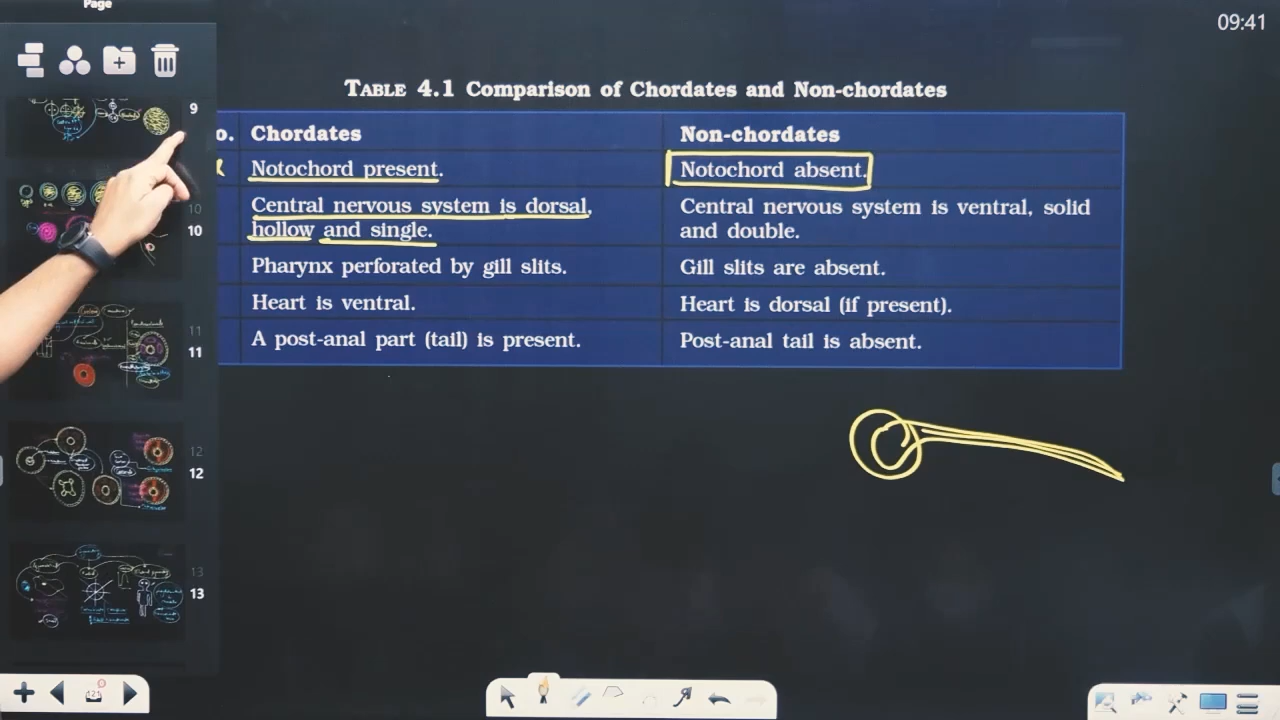 Page
09:41
TABLE 4.1 Comparison of Chordates and Non-chordates
o. Chordates Non-chordates
Notochord present. Notochord absent.
Central nervous system is dorsal, Central nervous system is ventral, solid
hollow and single. and double.
Pharynx perforated by gill slits. Gill slits are absent.
Heart is ventral. Heart is dorsal (if present).
A post-anal part (tail) is present. Post-anal tail is absent.
9
10
10
11
11
12
12
13
13
121